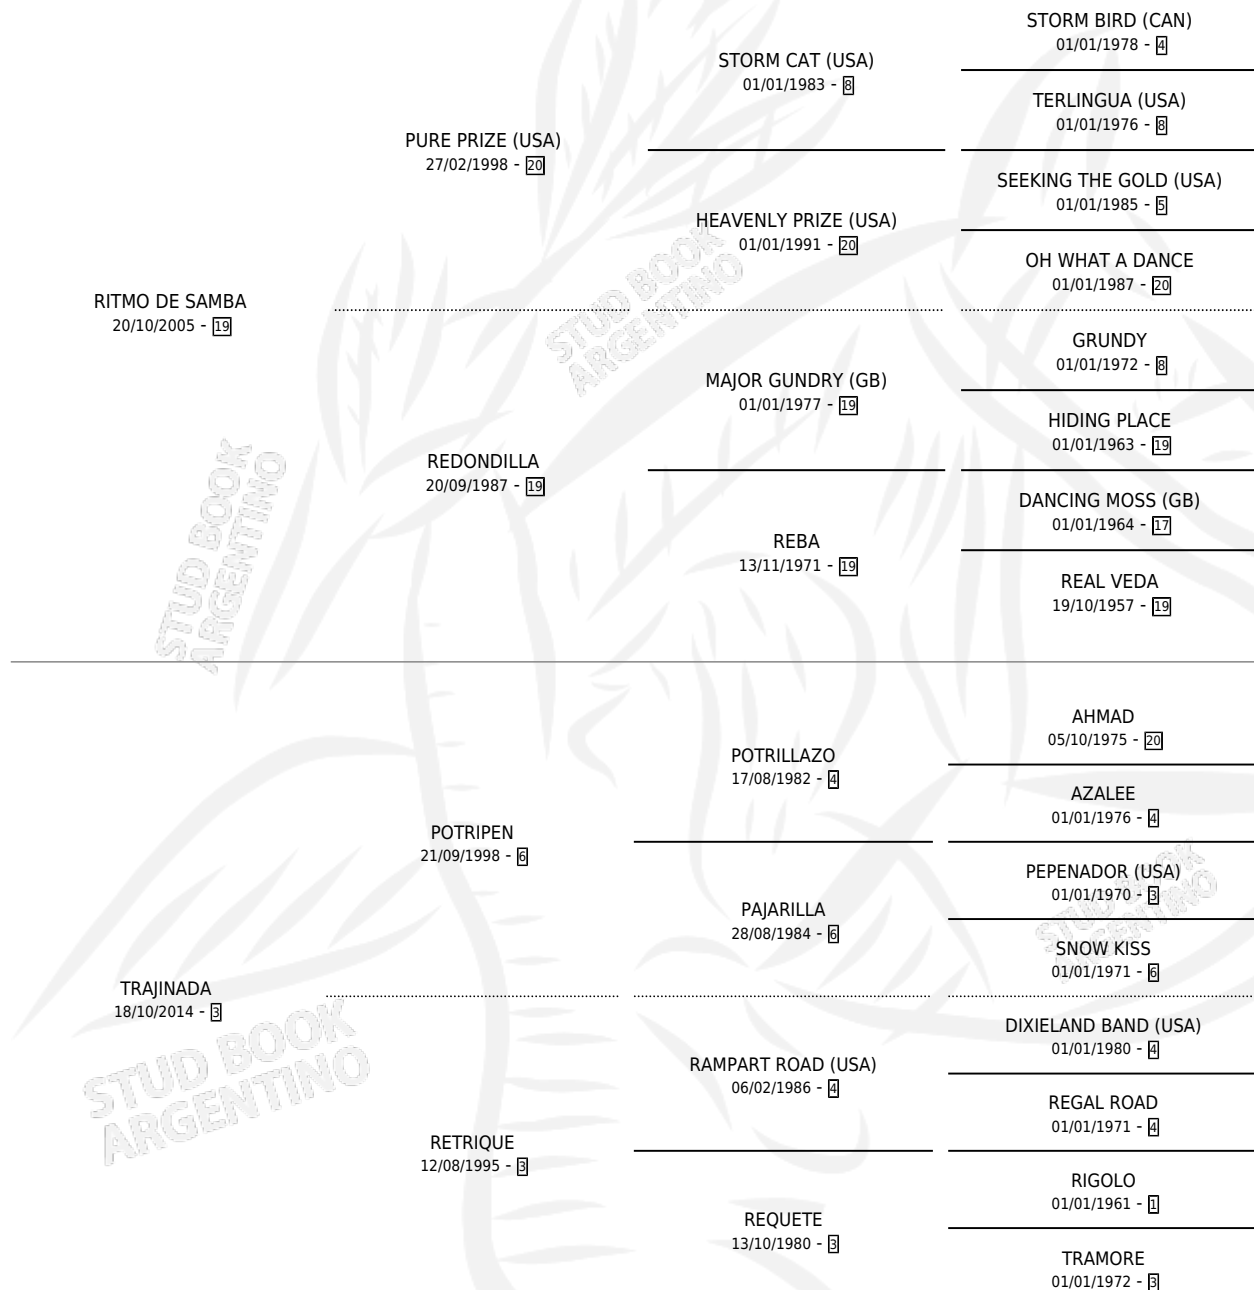 STORM BIRD (CAN)
01/01/1978 - 4
STORM CAT (USA)
01/01/1983 - 8
TERLINGUA (USA)
01/01/1976 - 8
PURE PRIZE (USA)
27/02/1998 - 20
SEEKING THE GOLD (USA)
01/01/1985 - 5
HEAVENLY PRIZE (USA)
01/01/1991 - 20
OH WHAT A DANCE
01/01/1987 - 20
RITMO DE SAMBA
20/10/2005 - 19
STUD BOOK
ARGENTINO
GRUNDY
01/01/1972 - 8
MAJOR GUNDRY (GB)
01/01/1977 - 19
HIDING PLACE
01/01/1963 - 19
REDONDILLA
20/09/1987 - 19
DANCING MOSS (GB)
01/01/1964 - 17
REBA
13/11/1971 - 19
REAL VEDA
19/10/1957 - 19
STUD BOOK
ARGENTINO
AHMAD
05/10/1975 - 20
POTRILLAZO
17/08/1982 - 4
AZALEE
01/01/1976 - 4
POTRIPEN
21/09/1998 - 6
PEPENADOR (USA)
01/01/1970 - 3
PAJARILLA
28/08/1984 - 6
STUD BOOK
ARGENTINO
SNOW KISS
01/01/1971 - 6
TRAJINADA
18/10/2014 - 3
DIXIELAND BAND (USA)
01/01/1980 - 4
RAMPART ROAD (USA)
06/02/1986 - 4
STUD BOOK
ARGENTINO
REGAL ROAD
01/01/1971 - 4
RETRIQUE
12/08/1995 - 3
RIGOLO
01/01/1961 - 1
REQUETE
13/10/1980 - 3
TRAMORE
01/01/1972 - 3